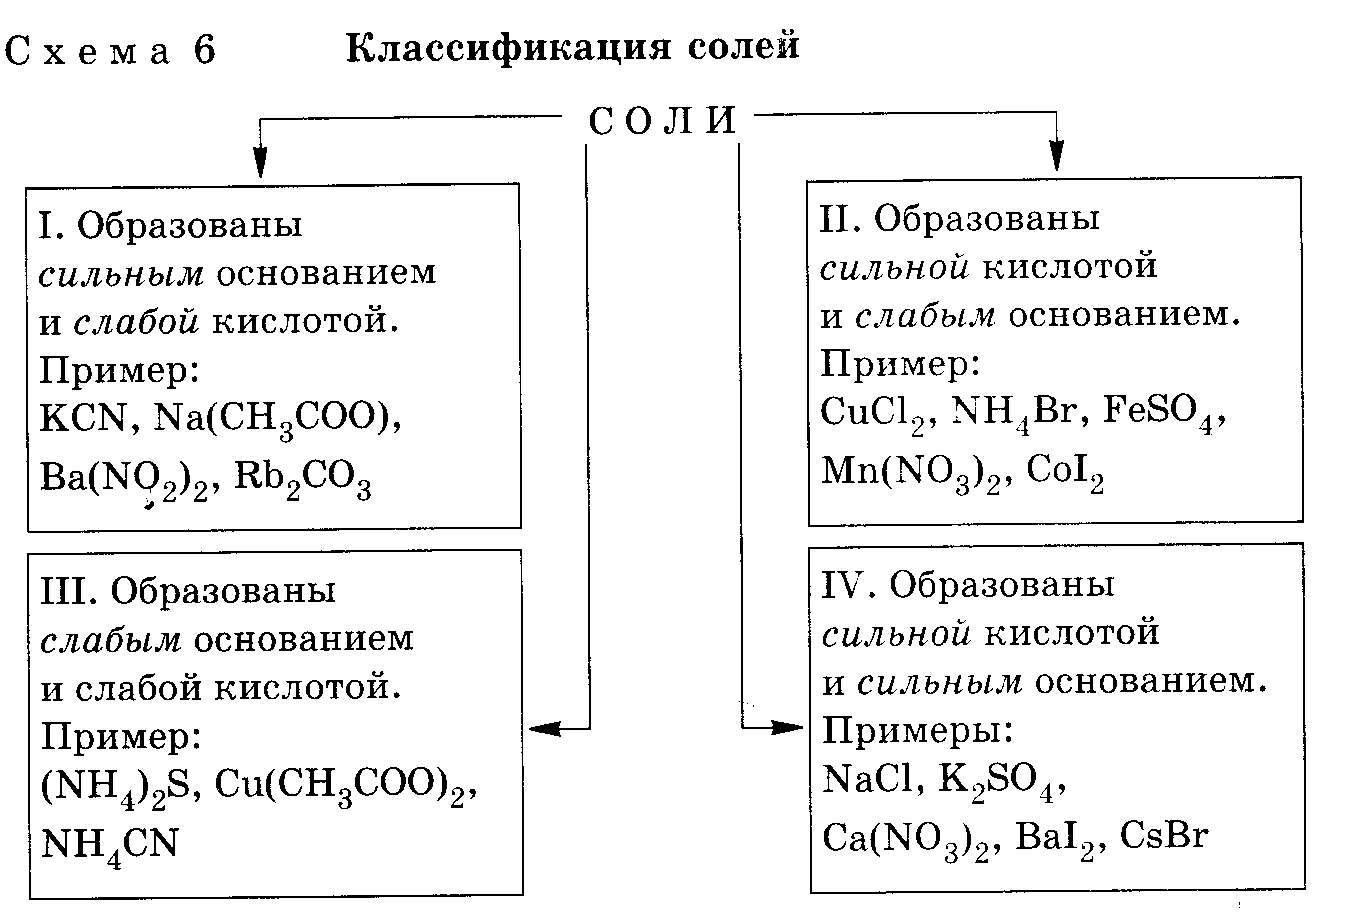 Схема 6 Классификация солей
СОЛИ
I. Образованы
сильным основанием
и слабой кислотой.
Пример:
KCN, Na(CH₃COO),
Ba(NO₂)₂, Rb₂CO₃
II. Образованы
сильной кислотой
и слабым основанием.
Пример:
CuCl₂, NH₄Br, FeSO₄,
Mn(NO₃)₂, CoI₂
III. Образованы
слабым основанием
и слабой кислотой.
Пример:
(NH₄)₂S, Cu(CH₃COO)₂,
NH₄CN
IV. Образованы
сильной кислотой
и сильным основанием.
Примеры:
NaCl, K₂SO₄,
Ca(NO₃)₂, BaI₂, CsBr